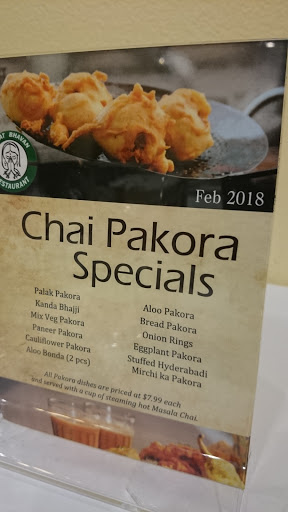 AT BHAVAN
RESTAURANT
Feb 2018
Chai Pakora
Specials
Palak Pakora
Kanda Bhajji
Mix Veg Pakora
Paneer Pakora
Cauliflower Pakora
Aloo Bonda (2 pcs)
Aloo Pakora
Bread Pakora
Onion Rings
Eggplant Pakora
Stuffed Hyderabadi
Mirchi ka Pakora
All Pakora dishes are priced at $7.99 each
and served with a cup of steaming hot Masala Chai.